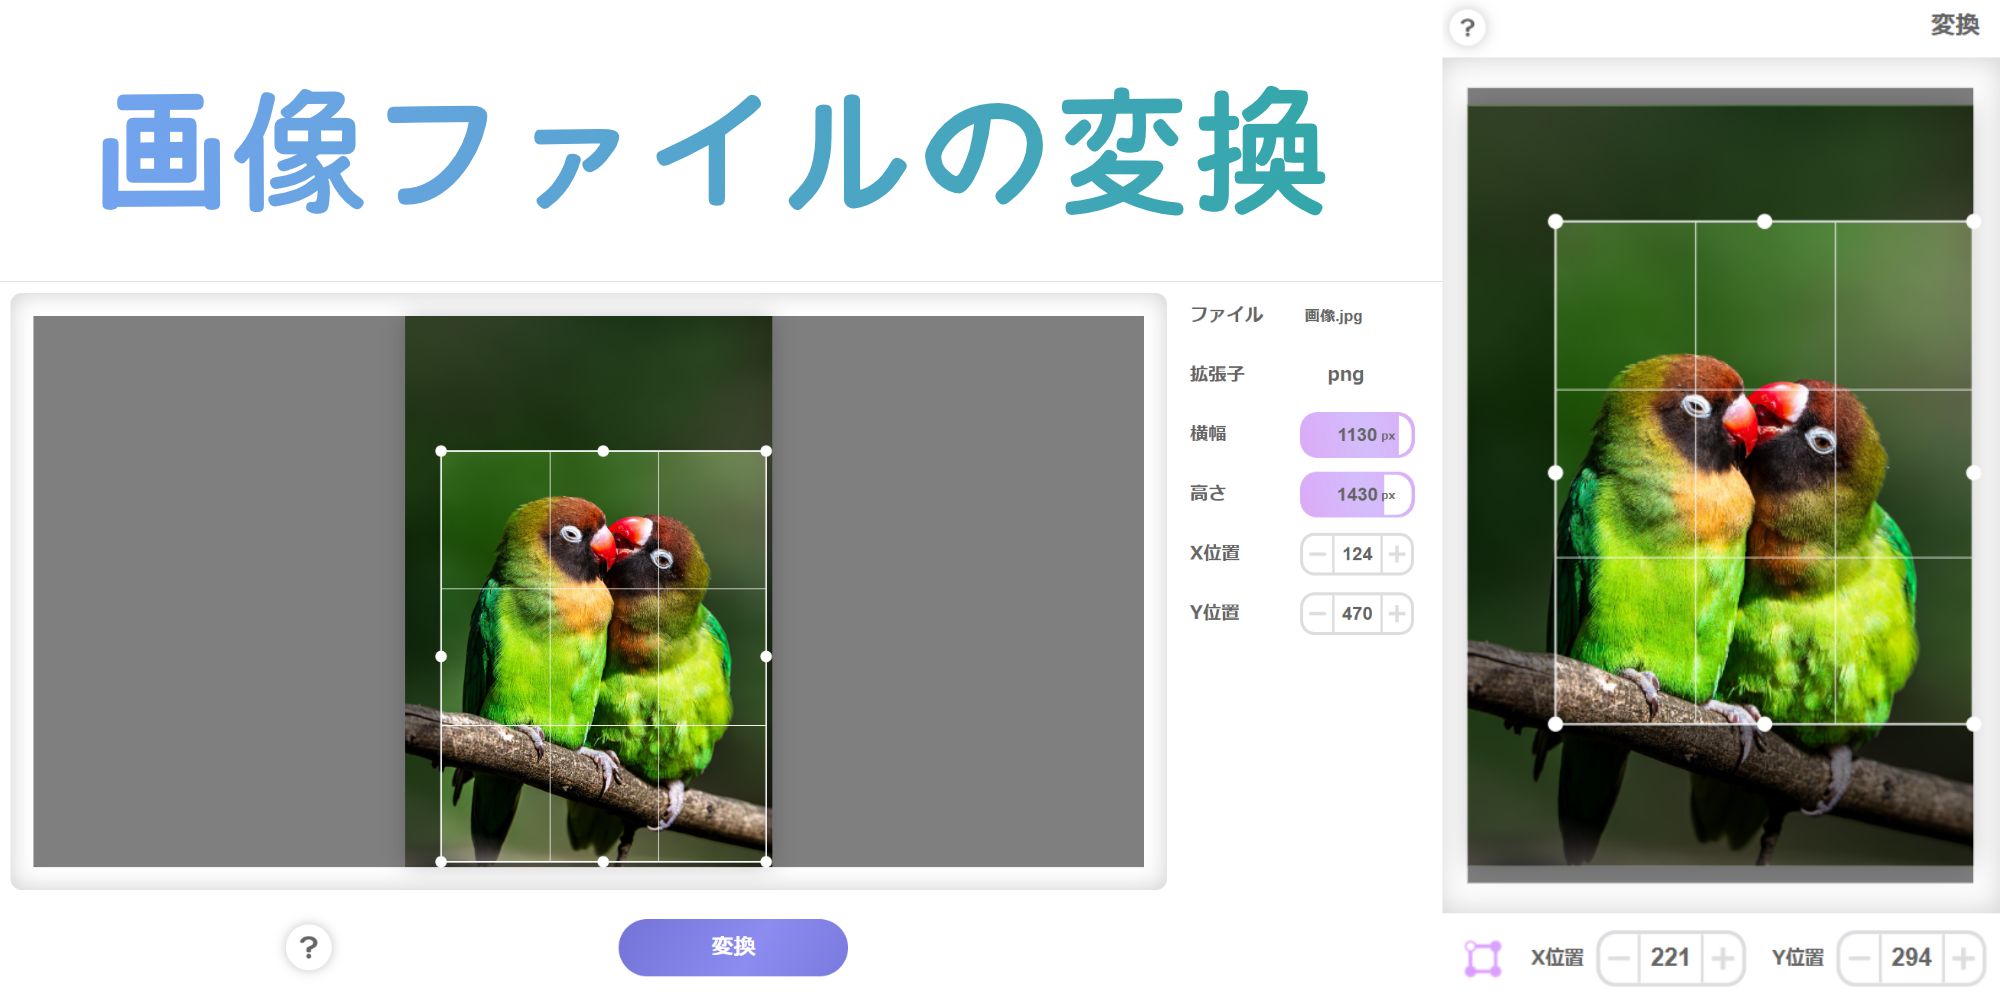 画像ファイルの変換
ファイル 画像.jpg
拡張子 png
横幅 1130 px
高さ 1430 px
X位置 − 124 +
Y位置 − 470 +
?
変換
? 変換
X位置 − 221 + Y位置 − 294 +